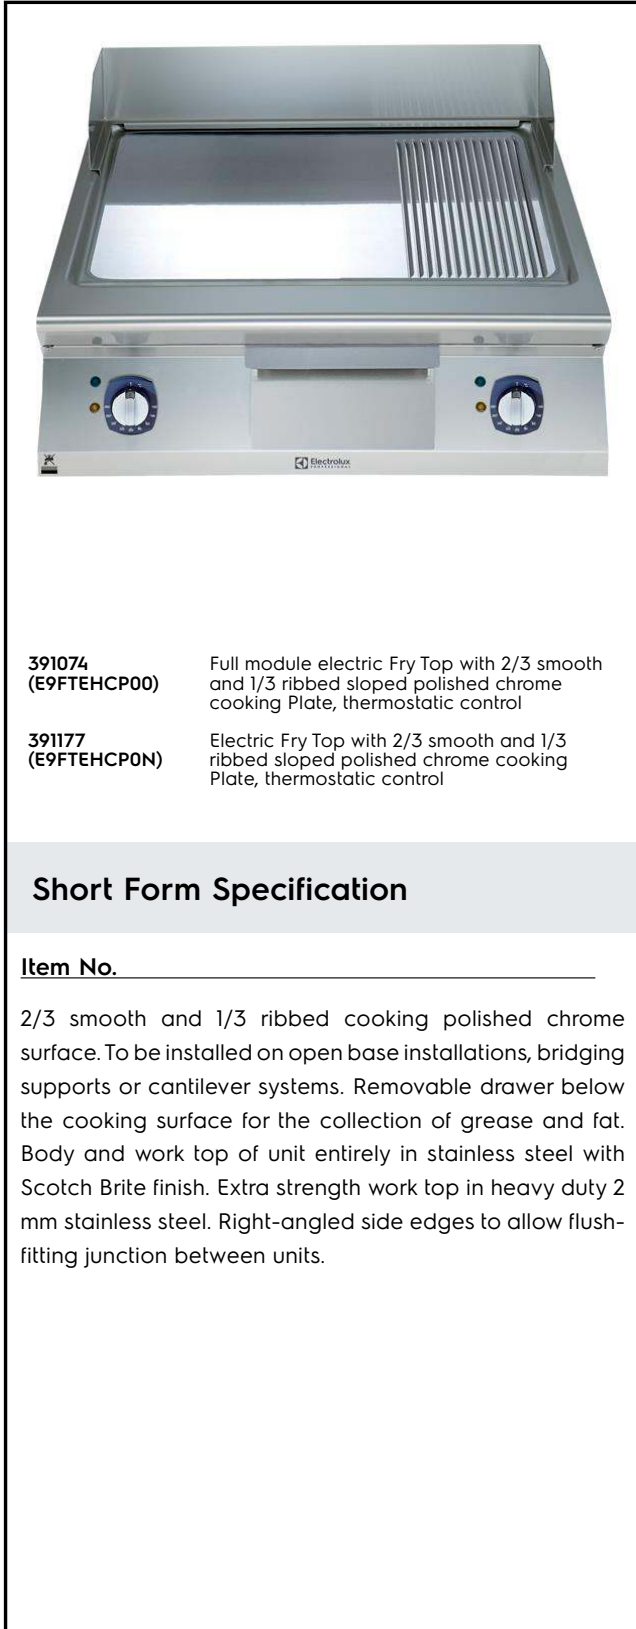 Electrolux
PROFESSIONAL
391074
(E9FTEHCP00)
Full module electric Fry Top with 2/3 smooth
and 1/3 ribbed sloped polished chrome
cooking Plate, thermostatic control
391177
(E9FTEHCP0N)
Electric Fry Top with 2/3 smooth and 1/3
ribbed sloped polished chrome cooking
Plate, thermostatic control
Short Form Specification
Item No.
2/3 smooth and 1/3 ribbed cooking polished chrome
surface. To be installed on open base installations, bridging
supports or cantilever systems. Removable drawer below
the cooking surface for the collection of grease and fat.
Body and work top of unit entirely in stainless steel with
Scotch Brite finish. Extra strength work top in heavy duty 2
mm stainless steel. Right-angled side edges to allow flush-
fitting junction between units.